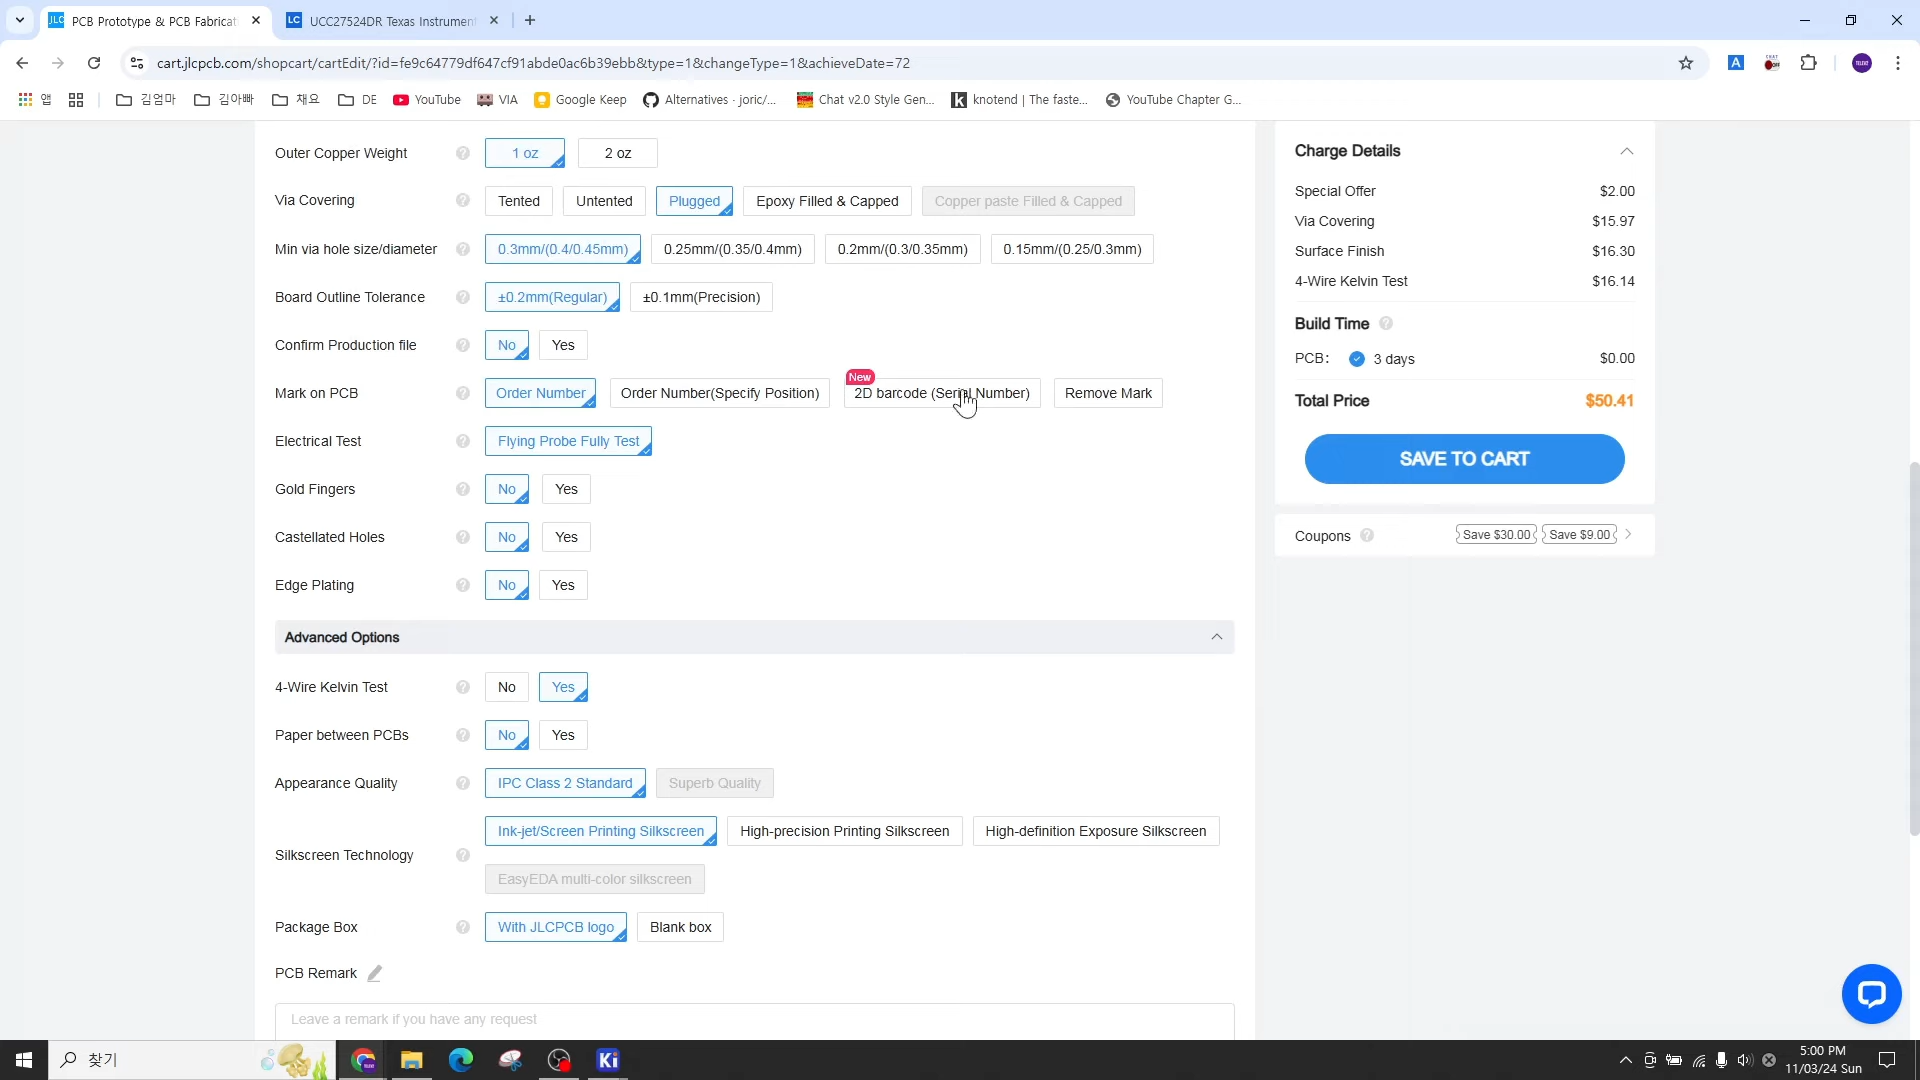 PCB Prototype & PCB Fabricat
UCC27524DR Texas Instrument
cart.jlcpcb.com/shopcart/cartEdit/?id=fe9c64779df647cf91abde0ac6b39ebb&type=1&changeType=1&achieveDate=72
앱
김엄마
김아빠
채요
DE
YouTube
VIA
Google Keep
Alternatives · joric/...
Chat v2.0 Style Gen...
knotend | The faste...
YouTube Chapter G...
Outer Copper Weight
1 oz
2 oz
Via Covering
Tented
Untented
Plugged
Epoxy Filled & Capped
Copper paste Filled & Capped
Min via hole size/diameter
0.3mm/(0.4/0.45mm)
0.25mm/(0.35/0.4mm)
0.2mm/(0.3/0.35mm)
0.15mm/(0.25/0.3mm)
Board Outline Tolerance
±0.2mm(Regular)
±0.1mm(Precision)
Confirm Production file
No
Yes
Mark on PCB
Order Number
Order Number(Specify Position)
New
2D barcode (Serial Number)
Remove Mark
Electrical Test
Flying Probe Fully Test
Gold Fingers
No
Yes
Castellated Holes
No
Yes
Edge Plating
No
Yes
Advanced Options
4-Wire Kelvin Test
No
Yes
Paper between PCBs
No
Yes
Appearance Quality
IPC Class 2 Standard
Superb Quality
Silkscreen Technology
Ink-jet/Screen Printing Silkscreen
High-precision Printing Silkscreen
High-definition Exposure Silkscreen
EasyEDA multi-color silkscreen
Package Box
With JLCPCB logo
Blank box
PCB Remark
Leave a remark if you have any request
Charge Details
Special Offer $2.00
Via Covering $15.97
Surface Finish $16.30
4-Wire Kelvin Test $16.14
Build Time
PCB: 3 days $0.00
Total Price $50.41
SAVE TO CART
Coupons
Save $30.00
Save $9.00
찾기
Ki
5:00 PM
11/03/24 Sun